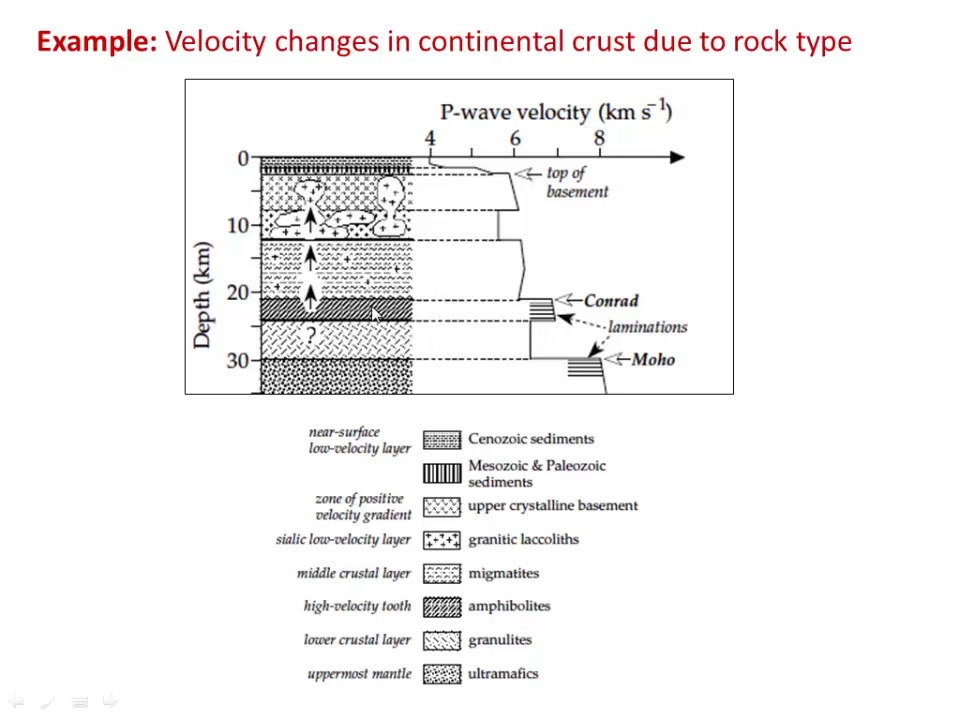 Example: Velocity changes in continental crust due to rock type
P-wave velocity (km s⁻¹)
4 6 8
0
top of
basement
10
Depth (km)
20
Conrad
laminations
?
30
Moho
near-surface
low-velocity layer
Cenozoic sediments
Mesozoic & Paleozoic
sediments
zone of positive
velocity gradient
upper crystalline basement
sialic low-velocity layer
granitic laccoliths
middle crustal layer
migmatites
high-velocity tooth
amphibolites
lower crustal layer
granulites
uppermost mantle
ultramafics